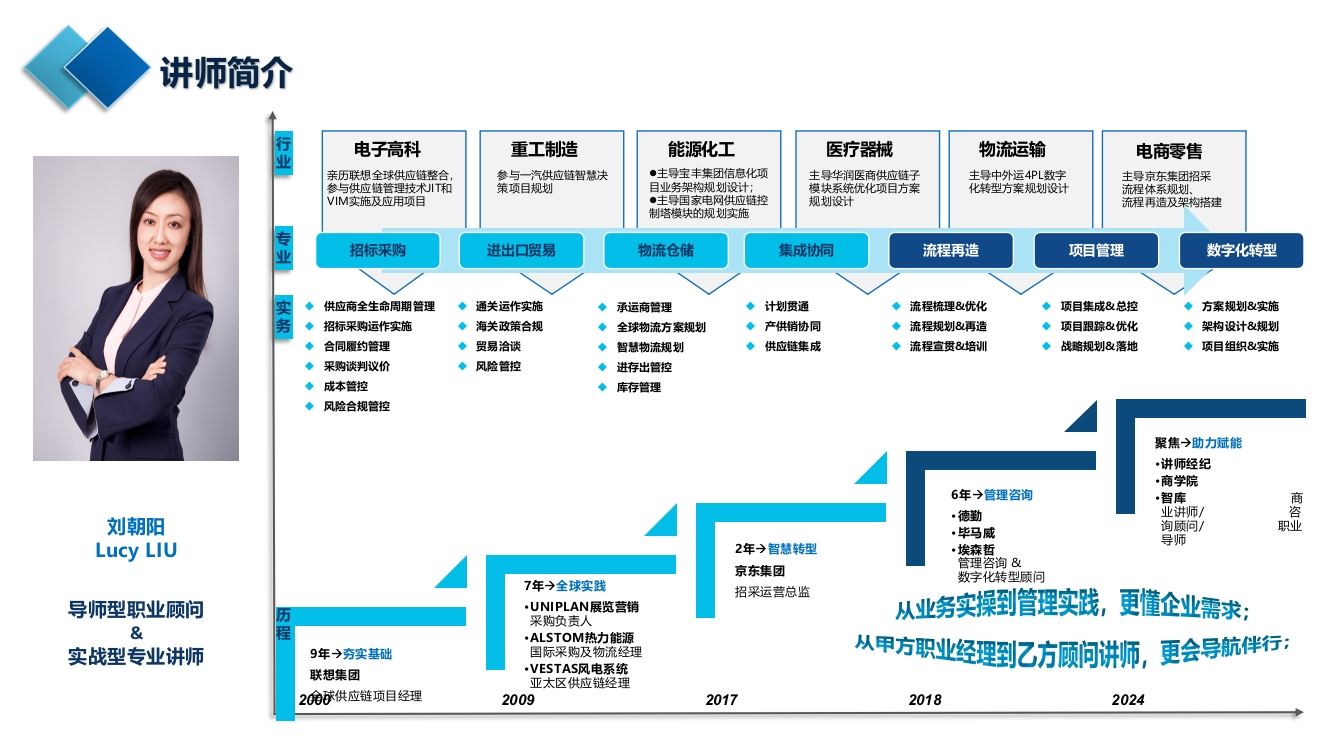 讲师简介
行业
电子高科
亲历联想全球供应链整合，
参与供应链管理技术JIT和
VIM实施及应用项目
重工制造
参与一汽供应链智慧决
策项目规划
能源化工
●主导宝丰集团信息化项
目业务架构规划设计；
●主导国家电网供应链控
制塔模块的规划实施
医疗器械
主导华润医商供应链子
模块系统优化项目方案
规划设计
物流运输
主导中外运4PL数字
化转型方案规划设计
电商零售
主导京东集团招采
流程体系规划、
流程再造及架构搭建
专业
招标采购
进出口贸易
物流仓储
集成协同
流程再造
项目管理
数字化转型
实务
◆ 供应商全生命周期管理
◆ 招标采购运作实施
◆ 合同履约管理
◆ 采购谈判议价
◆ 成本管控
◆ 风险合规管控
◆ 通关运作实施
◆ 海关政策合规
◆ 贸易洽谈
◆ 风险管控
◆ 承运商管理
◆ 全球物流方案规划
◆ 智慧物流规划
◆ 进存出管控
◆ 库存管理
◆ 计划贯通
◆ 产供销协同
◆ 供应链集成
◆ 流程梳理&优化
◆ 流程规划&再造
◆ 流程宣贯&培训
◆ 项目集成&总控
◆ 项目跟踪&优化
◆ 战略规划&落地
◆ 方案规划&实施
◆ 架构设计&规划
◆ 项目组织&实施
刘朝阳
Lucy LIU
导师型职业顾问
&
实战型专业讲师
历程
9年→夯实基础
联想集团
全球供应链项目经理
7年→全球实践
•UNIPLAN展览营销
采购负责人
•ALSTOM热力能源
国际采购及物流经理
•VESTAS风电系统
亚太区供应链经理
2年→智慧转型
京东集团
招采运营总监
6年→管理咨询
•德勤
•毕马威
•埃森哲
管理咨询 &
数字化转型顾问
聚焦→助力赋能
•讲师经纪
•商学院
•智库 商
业讲师/ 咨
询顾问/ 职业
导师
从业务实操到管理实践，更懂企业需求；
从甲方职业经理到乙方顾问讲师，更会导航伴行；
2000
2009
2017
2018
2024